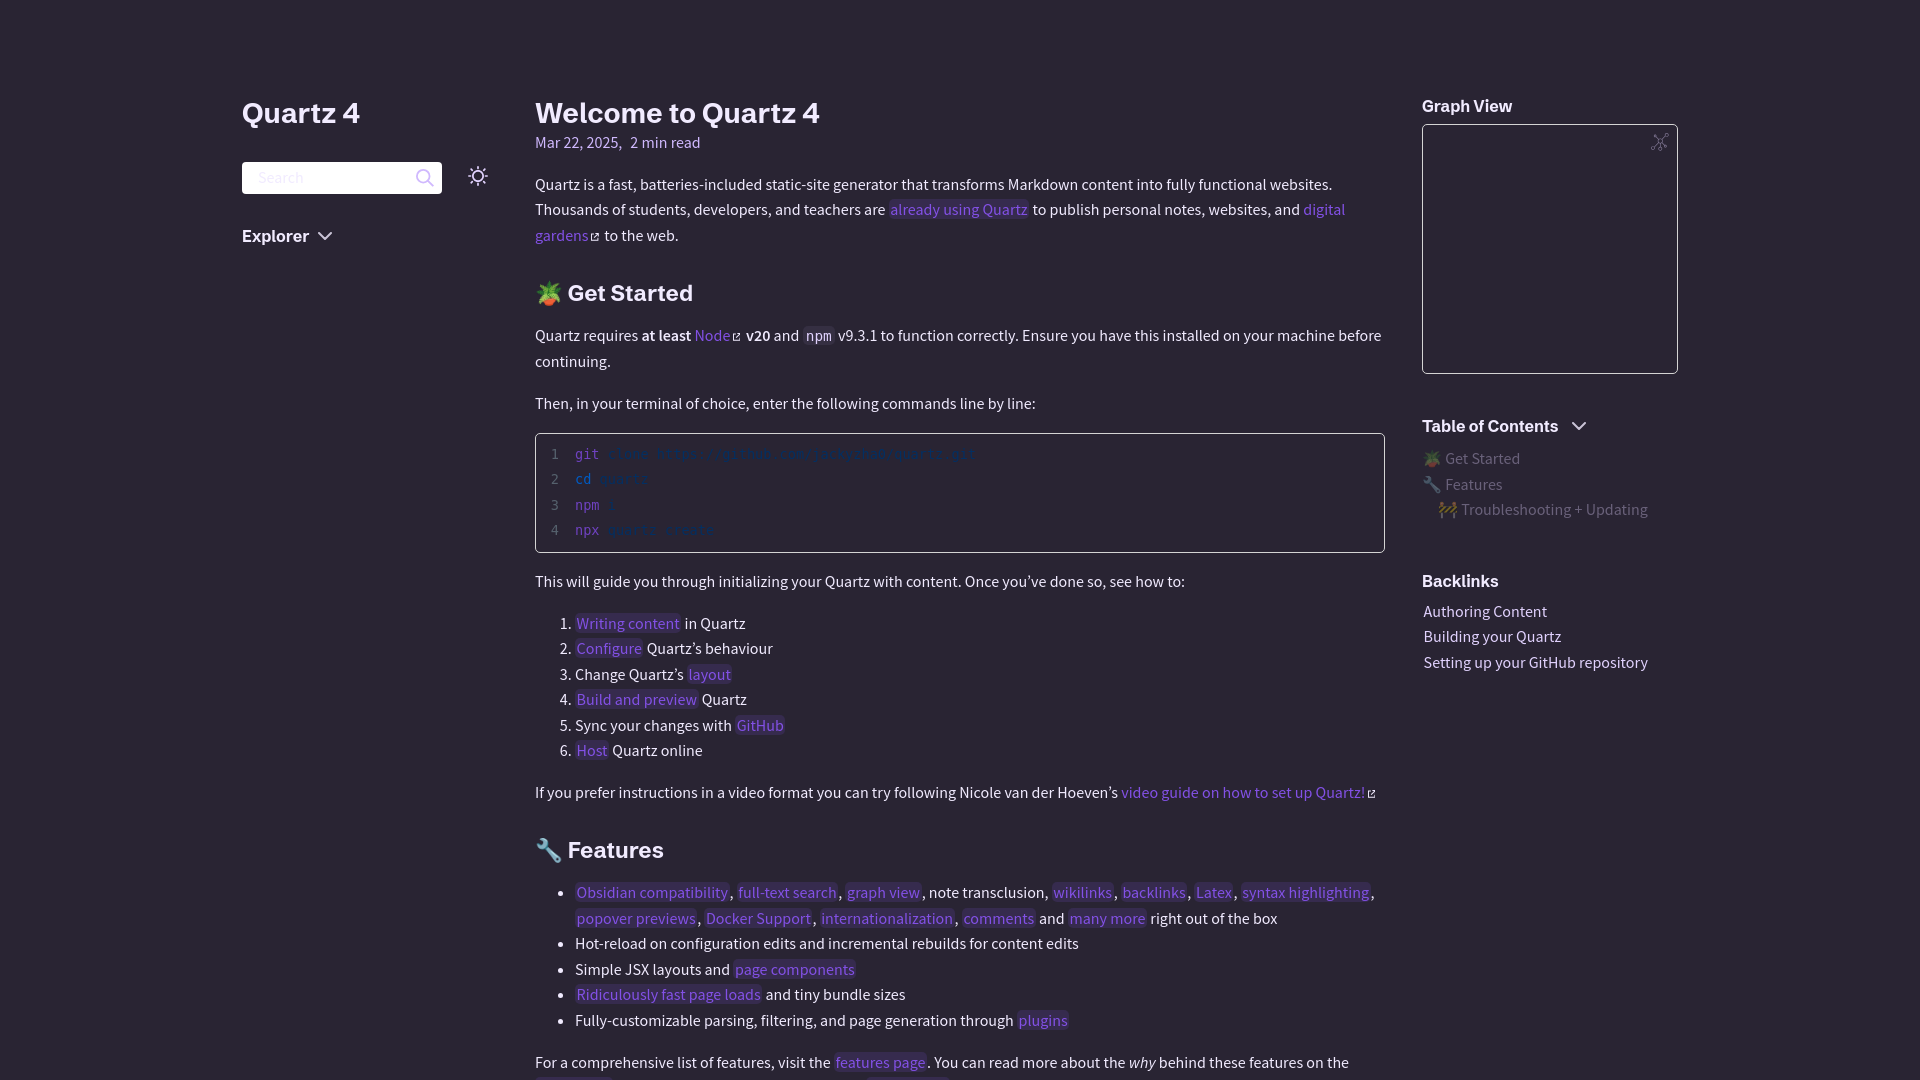 Quartz 4
Search
Explorer
Welcome to Quartz 4
Mar 22, 2025, 2 min read
Quartz is a fast, batteries-included static-site generator that transforms Markdown content into fully functional websites.
Thousands of students, developers, and teachers are already using Quartz to publish personal notes, websites, and digital
gardens to the web.
🪴 Get Started
Quartz requires at least Node v20 and npm v9.3.1 to function correctly. Ensure you have this installed on your machine before
continuing.
Then, in your terminal of choice, enter the following commands line by line:
1 git
2 cd
3 npm
4 npx
This will guide you through initializing your Quartz with content. Once you’ve done so, see how to:
1. Writing content in Quartz
2. Configure Quartz’s behaviour
3. Change Quartz’s layout
4. Build and preview Quartz
5. Sync your changes with GitHub
6. Host Quartz online
If you prefer instructions in a video format you can try following Nicole van der Hoeven’s video guide on how to set up Quartz!
🔧 Features
• Obsidian compatibility, full-text search, graph view, note transclusion, wikilinks, backlinks, Latex, syntax highlighting,
popover previews, Docker Support, internationalization, comments and many more right out of the box
• Hot-reload on configuration edits and incremental rebuilds for content edits
• Simple JSX layouts and page components
• Ridiculously fast page loads and tiny bundle sizes
• Fully-customizable parsing, filtering, and page generation through plugins
For a comprehensive list of features, visit the features page. You can read more about the why behind these features on the
Graph View
Table of Contents
🪴 Get Started
🔧 Features
🚧 Troubleshooting + Updating
Backlinks
Authoring Content
Building your Quartz
Setting up your GitHub repository